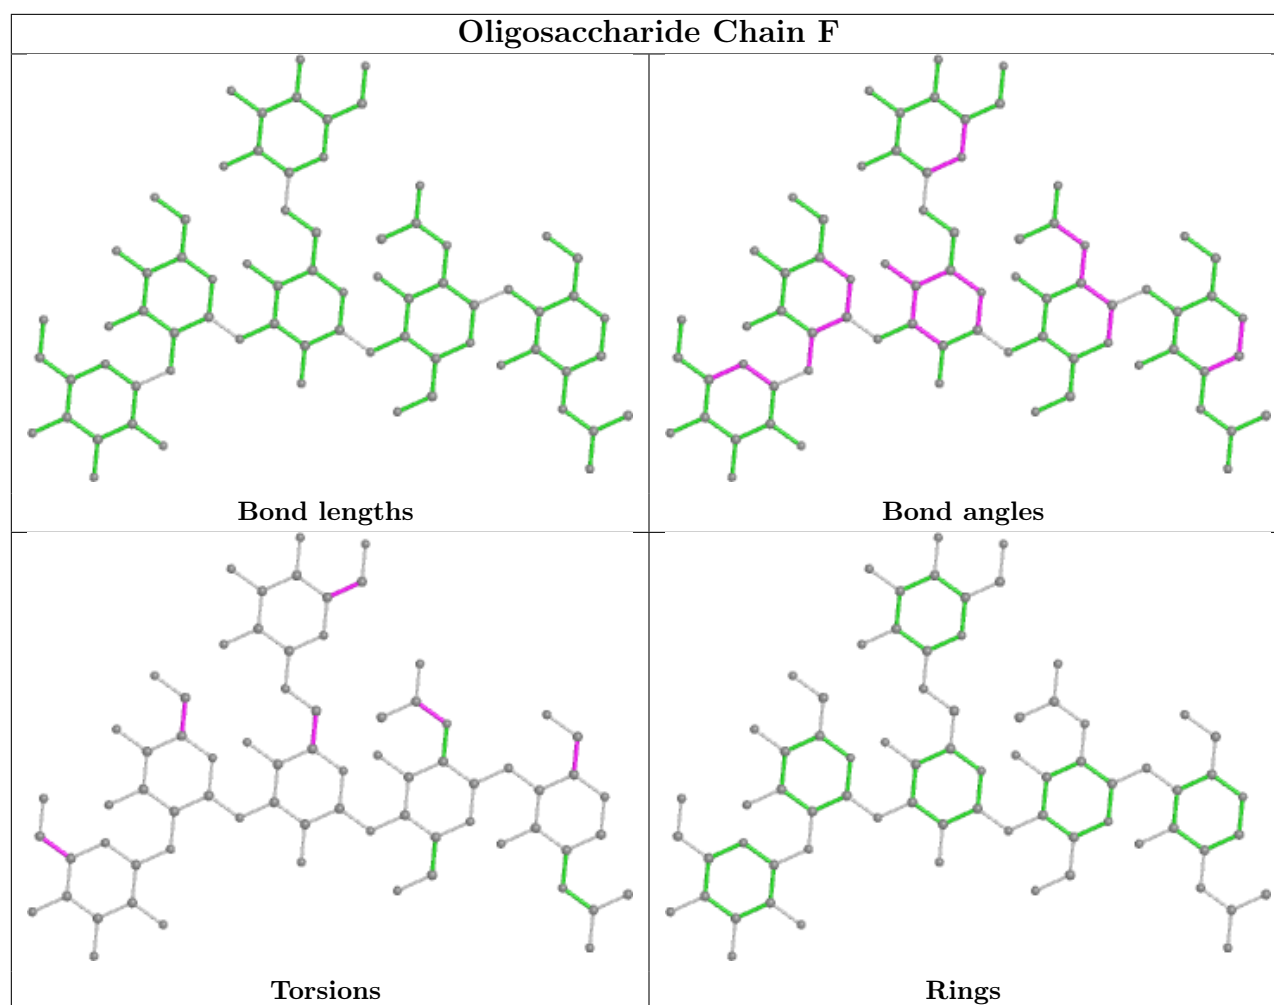 Oligosaccharide Chain F
Bond lengths
Bond angles
Torsions
Rings